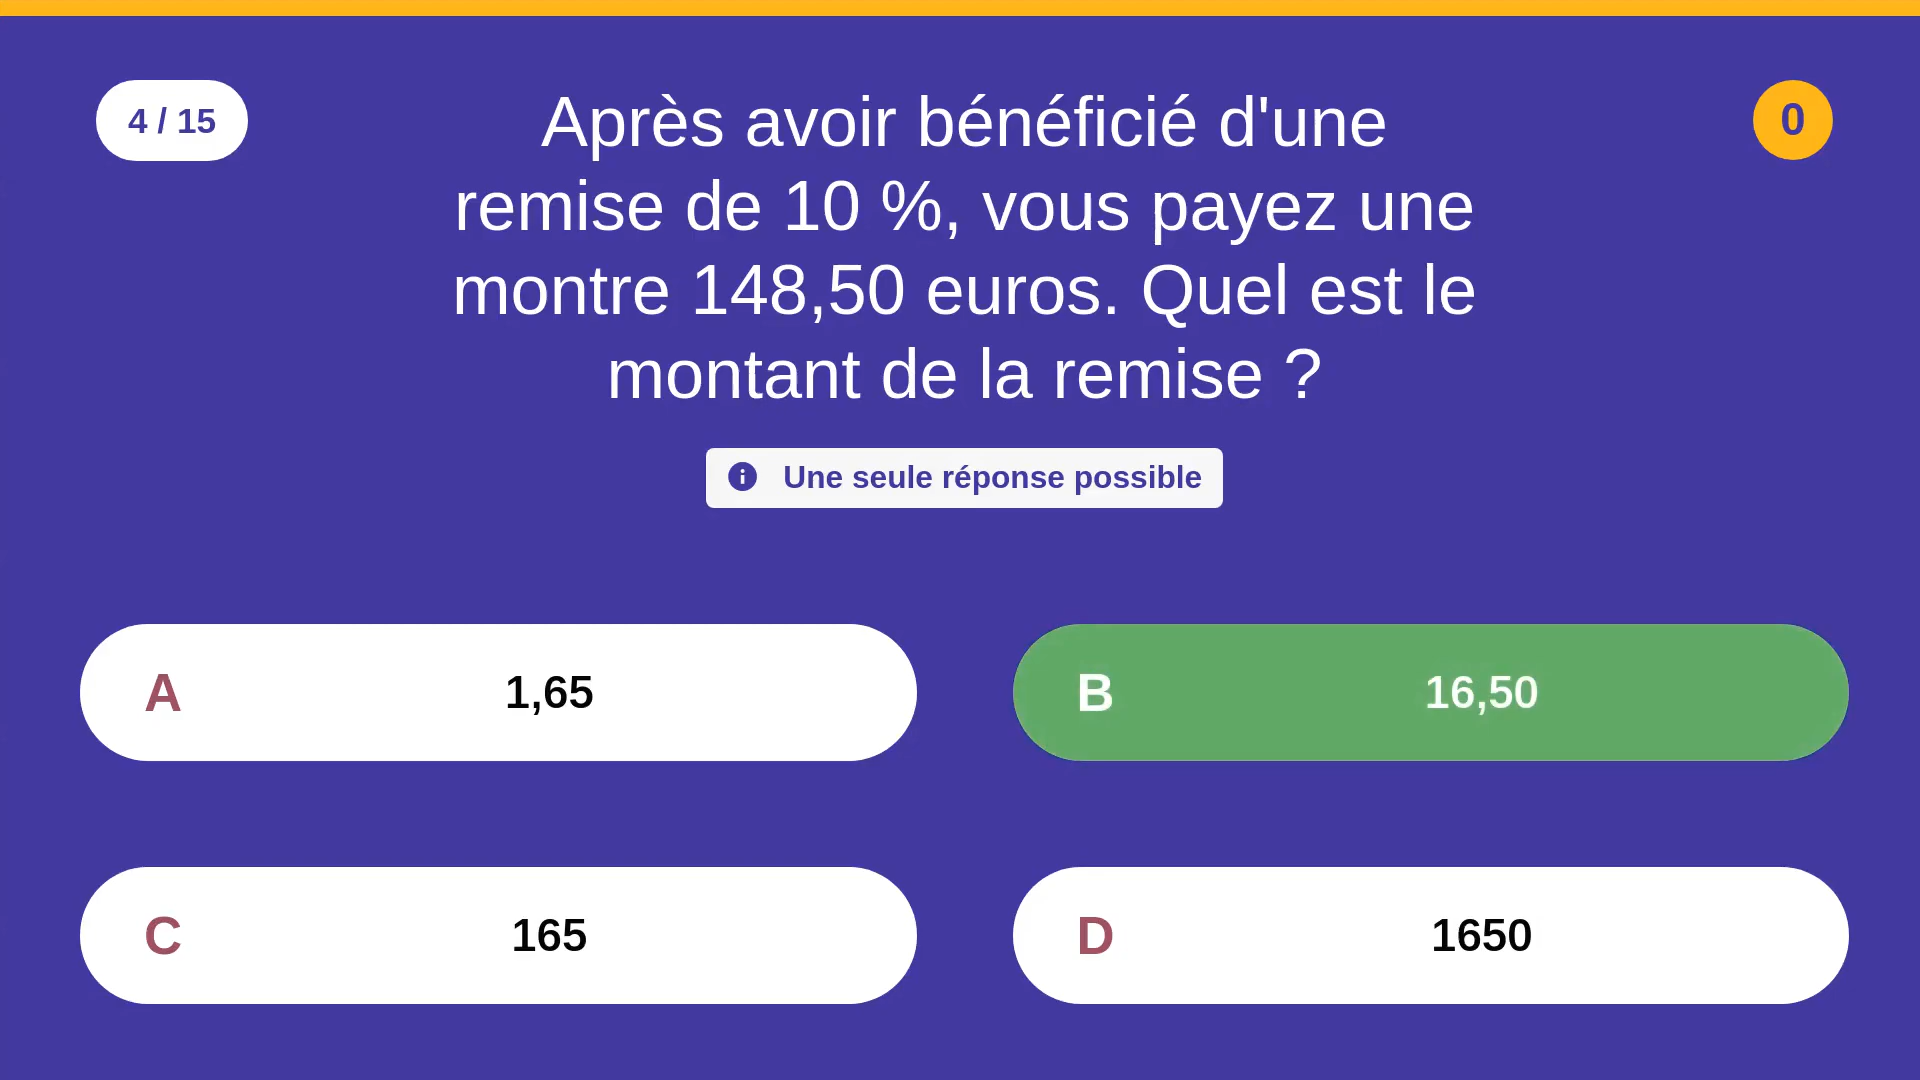 4 / 15
Après avoir bénéficié d'une
remise de 10 %, vous payez une
montre 148,50 euros. Quel est le
montant de la remise ?
0
Une seule réponse possible
A 1,65
B 16,50
C 165
D 1650